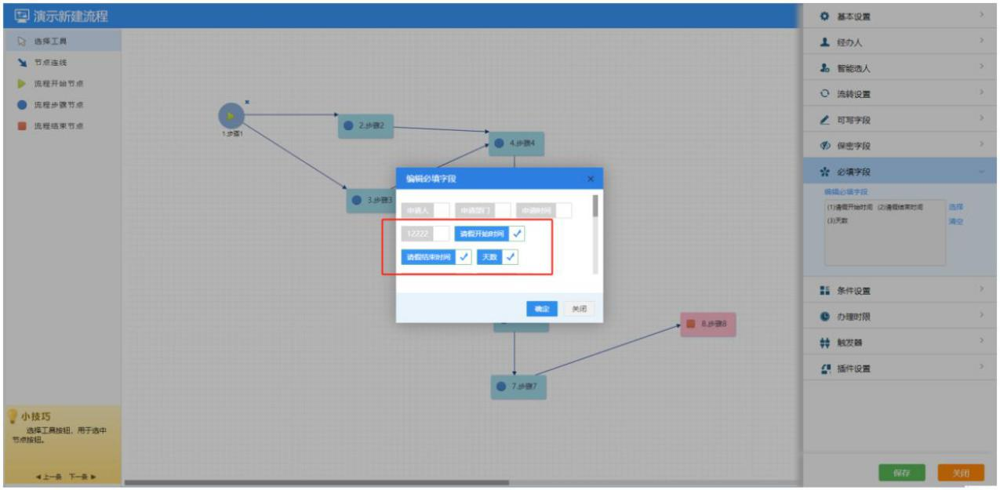 演示新建流程
选择工具
节点连线
流程开始节点
流程步骤节点
流程结束节点
小技巧
选择工具按钮，用于选中
节点按钮。
◀上一条 下一条▶
1.步骤1
2.步骤2
3.步骤3
4.步骤4
7.步骤7
8.步骤8
编辑必填字段
申请人 申请部门 申请时间
12222 请假开始时间
请假结束时间 天数
确定 关闭
基本设置
经办人
智能选人
流转设置
可写字段
保密字段
必填字段
编辑必填字段
(1)请假开始时间 (2)请假结束时间 选择
(3)天数 清空
条件设置
办理时限
触发器
插件设置
保存 关闭